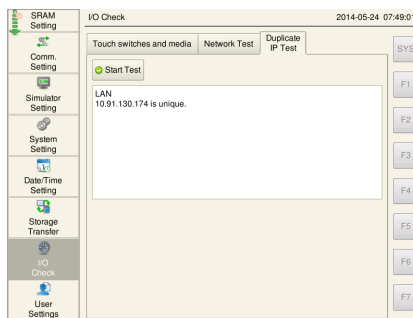 SRAM
Setting
Comm.
Setting
Simulator
Setting
System
Setting
Date/Time
Setting
Storage
Transfer
I/O
Check
User
Settings
I/O Check
2014-05-24 07:49:01
Touch switches and media
Network Test
Duplicate
IP Test
Start Test
LAN
10.91.130.174 is unique.
SYS
F1
F2
F3
F4
F5
F6
F7